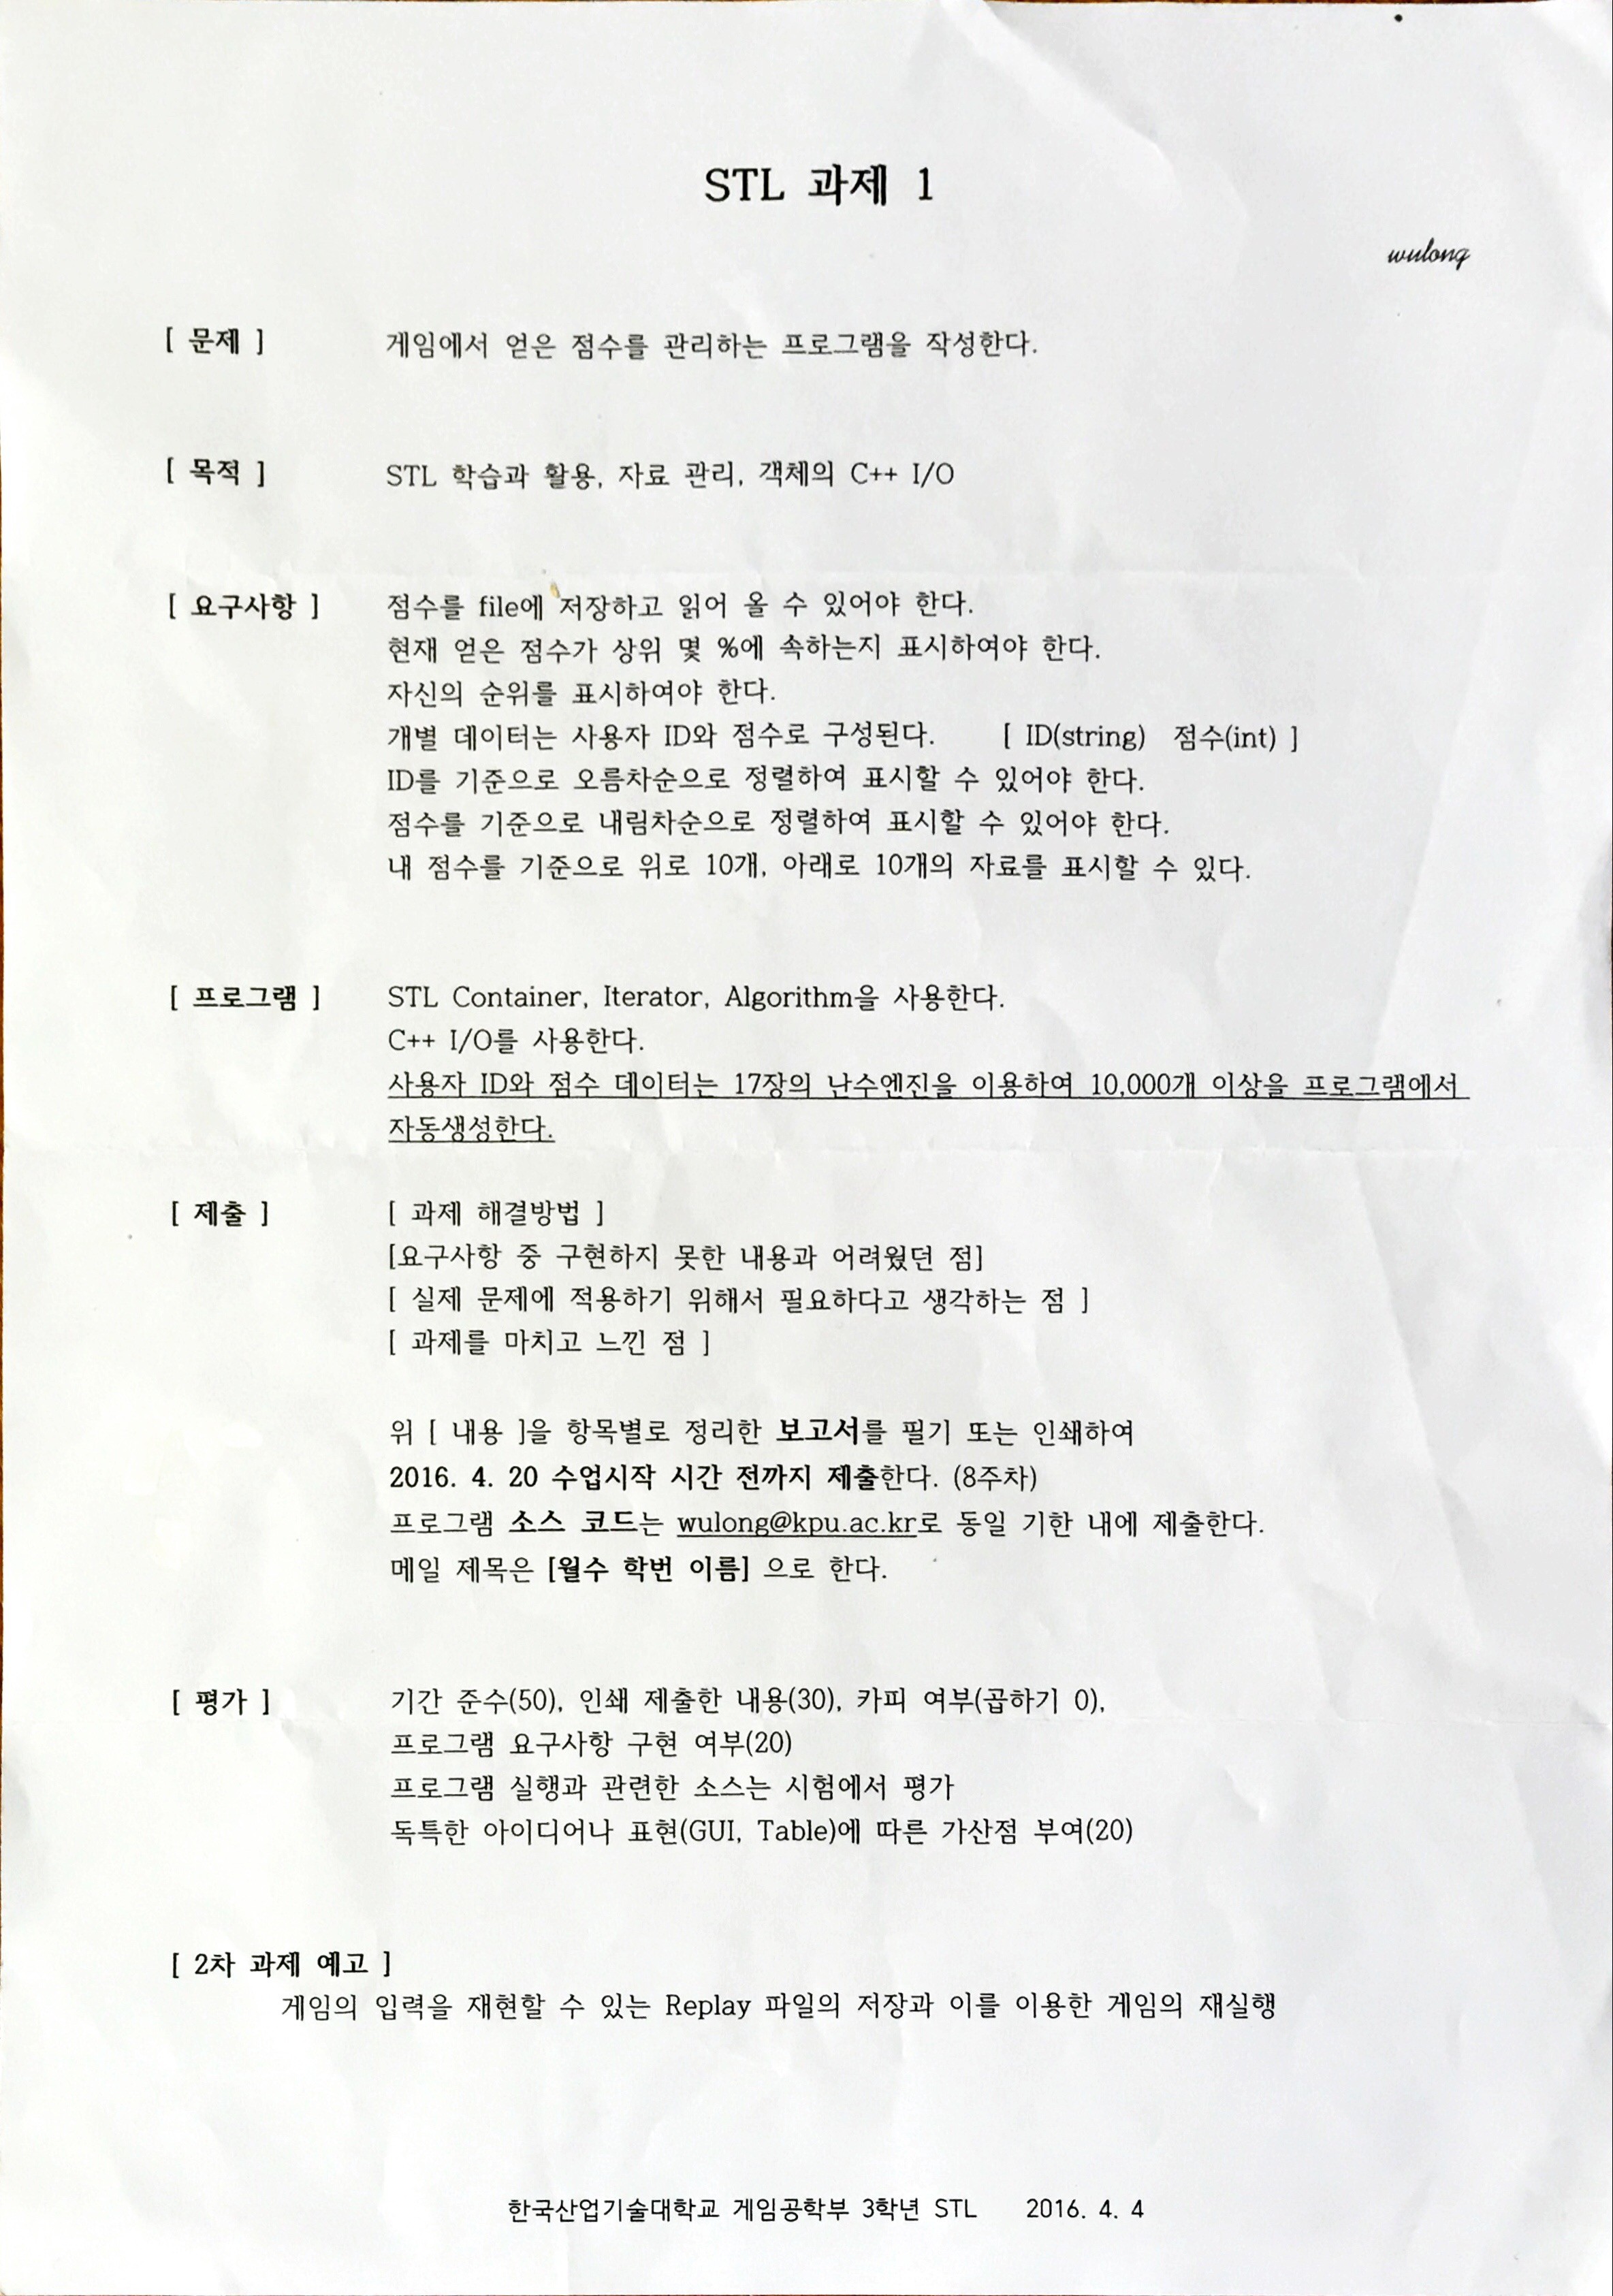 STL 과제 1
wulong
[ 문제 ] 게임에서 얻은 점수를 관리하는 프로그램을 작성한다.
[ 목적 ] STL 학습과 활용, 자료 관리, 객체의 C++ I/O
[ 요구사항 ] 점수를 file에 저장하고 읽어 올 수 있어야 한다.
현재 얻은 점수가 상위 몇 %에 속하는지 표시하여야 한다.
자신의 순위를 표시하여야 한다.
개별 데이터는 사용자 ID와 점수로 구성된다. [ ID(string) 점수(int) ]
ID를 기준으로 오름차순으로 정렬하여 표시할 수 있어야 한다.
점수를 기준으로 내림차순으로 정렬하여 표시할 수 있어야 한다.
내 점수를 기준으로 위로 10개, 아래로 10개의 자료를 표시할 수 있다.
[ 프로그램 ] STL Container, Iterator, Algorithm을 사용한다.
C++ I/O를 사용한다.
사용자 ID와 점수 데이터는 17장의 난수엔진을 이용하여 10,000개 이상을 프로그램에서
자동생성한다.
[ 제출 ] [ 과제 해결방법 ]
[요구사항 중 구현하지 못한 내용과 어려웠던 점]
[ 실제 문제에 적용하기 위해서 필요하다고 생각하는 점 ]
[ 과제를 마치고 느낀 점 ]
위 [ 내용 ]을 항목별로 정리한 보고서를 필기 또는 인쇄하여
2016. 4. 20 수업시작 시간 전까지 제출한다. (8주차)
프로그램 소스 코드는 wulong@kpu.ac.kr로 동일 기한 내에 제출한다.
메일 제목은 [월수 학번 이름] 으로 한다.
[ 평가 ] 기간 준수(50), 인쇄 제출한 내용(30), 카피 여부(곱하기 0),
프로그램 요구사항 구현 여부(20)
프로그램 실행과 관련한 소스는 시험에서 평가
독특한 아이디어나 표현(GUI, Table)에 따른 가산점 부여(20)
[ 2차 과제 예고 ]
게임의 입력을 재현할 수 있는 Replay 파일의 저장과 이를 이용한 게임의 재실행
한국산업기술대학교 게임공학부 3학년 STL 2016. 4. 4